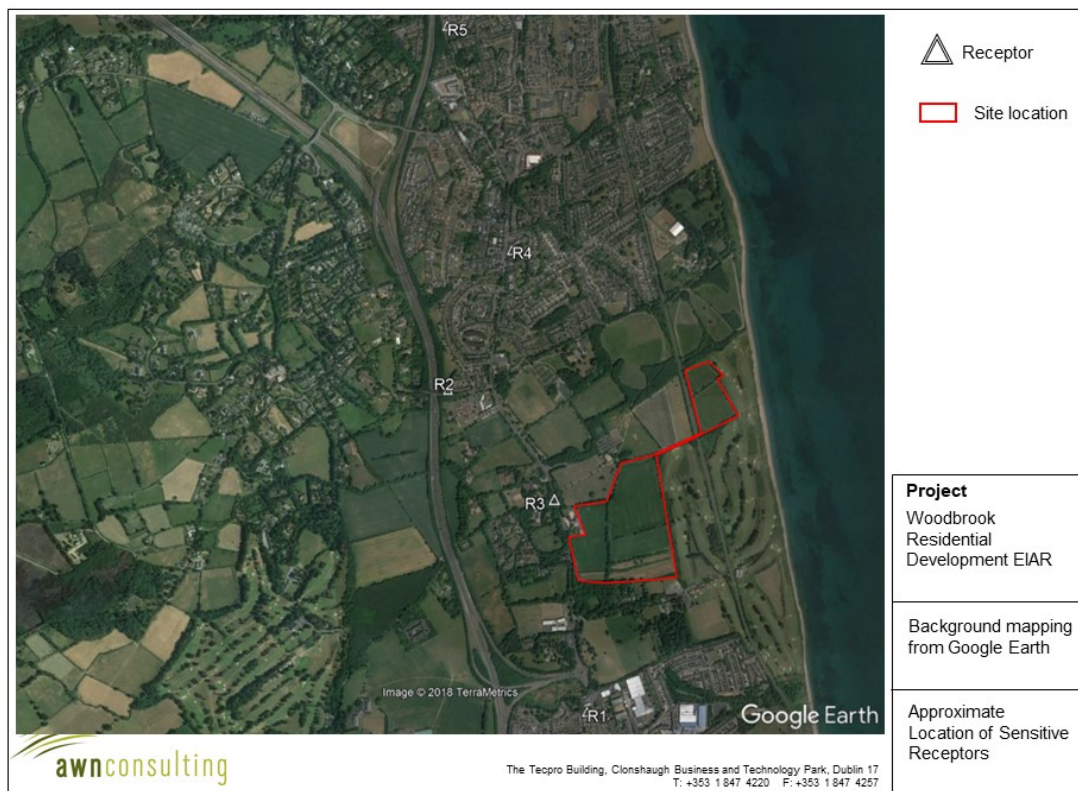 R5
R4
R2
R3
R1
Image © 2018 TerraMetrics
Google Earth
Receptor
Site location
Project
Woodbrook
Residential
Development EIAR
Background mapping
from Google Earth
Approximate
Location of Sensitive
Receptors
awnconsulting
The Tecpro Building, Clonshaugh Business and Technology Park, Dublin 17
T: +353 1 847 4220 F: +353 1 847 4257